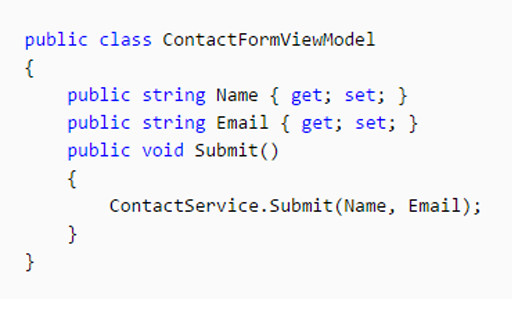 public class ContactFormViewModel
{
    public string Name { get; set; }
    public string Email { get; set; }
    public void Submit()
    {
        ContactService.Submit(Name, Email);
    }
}